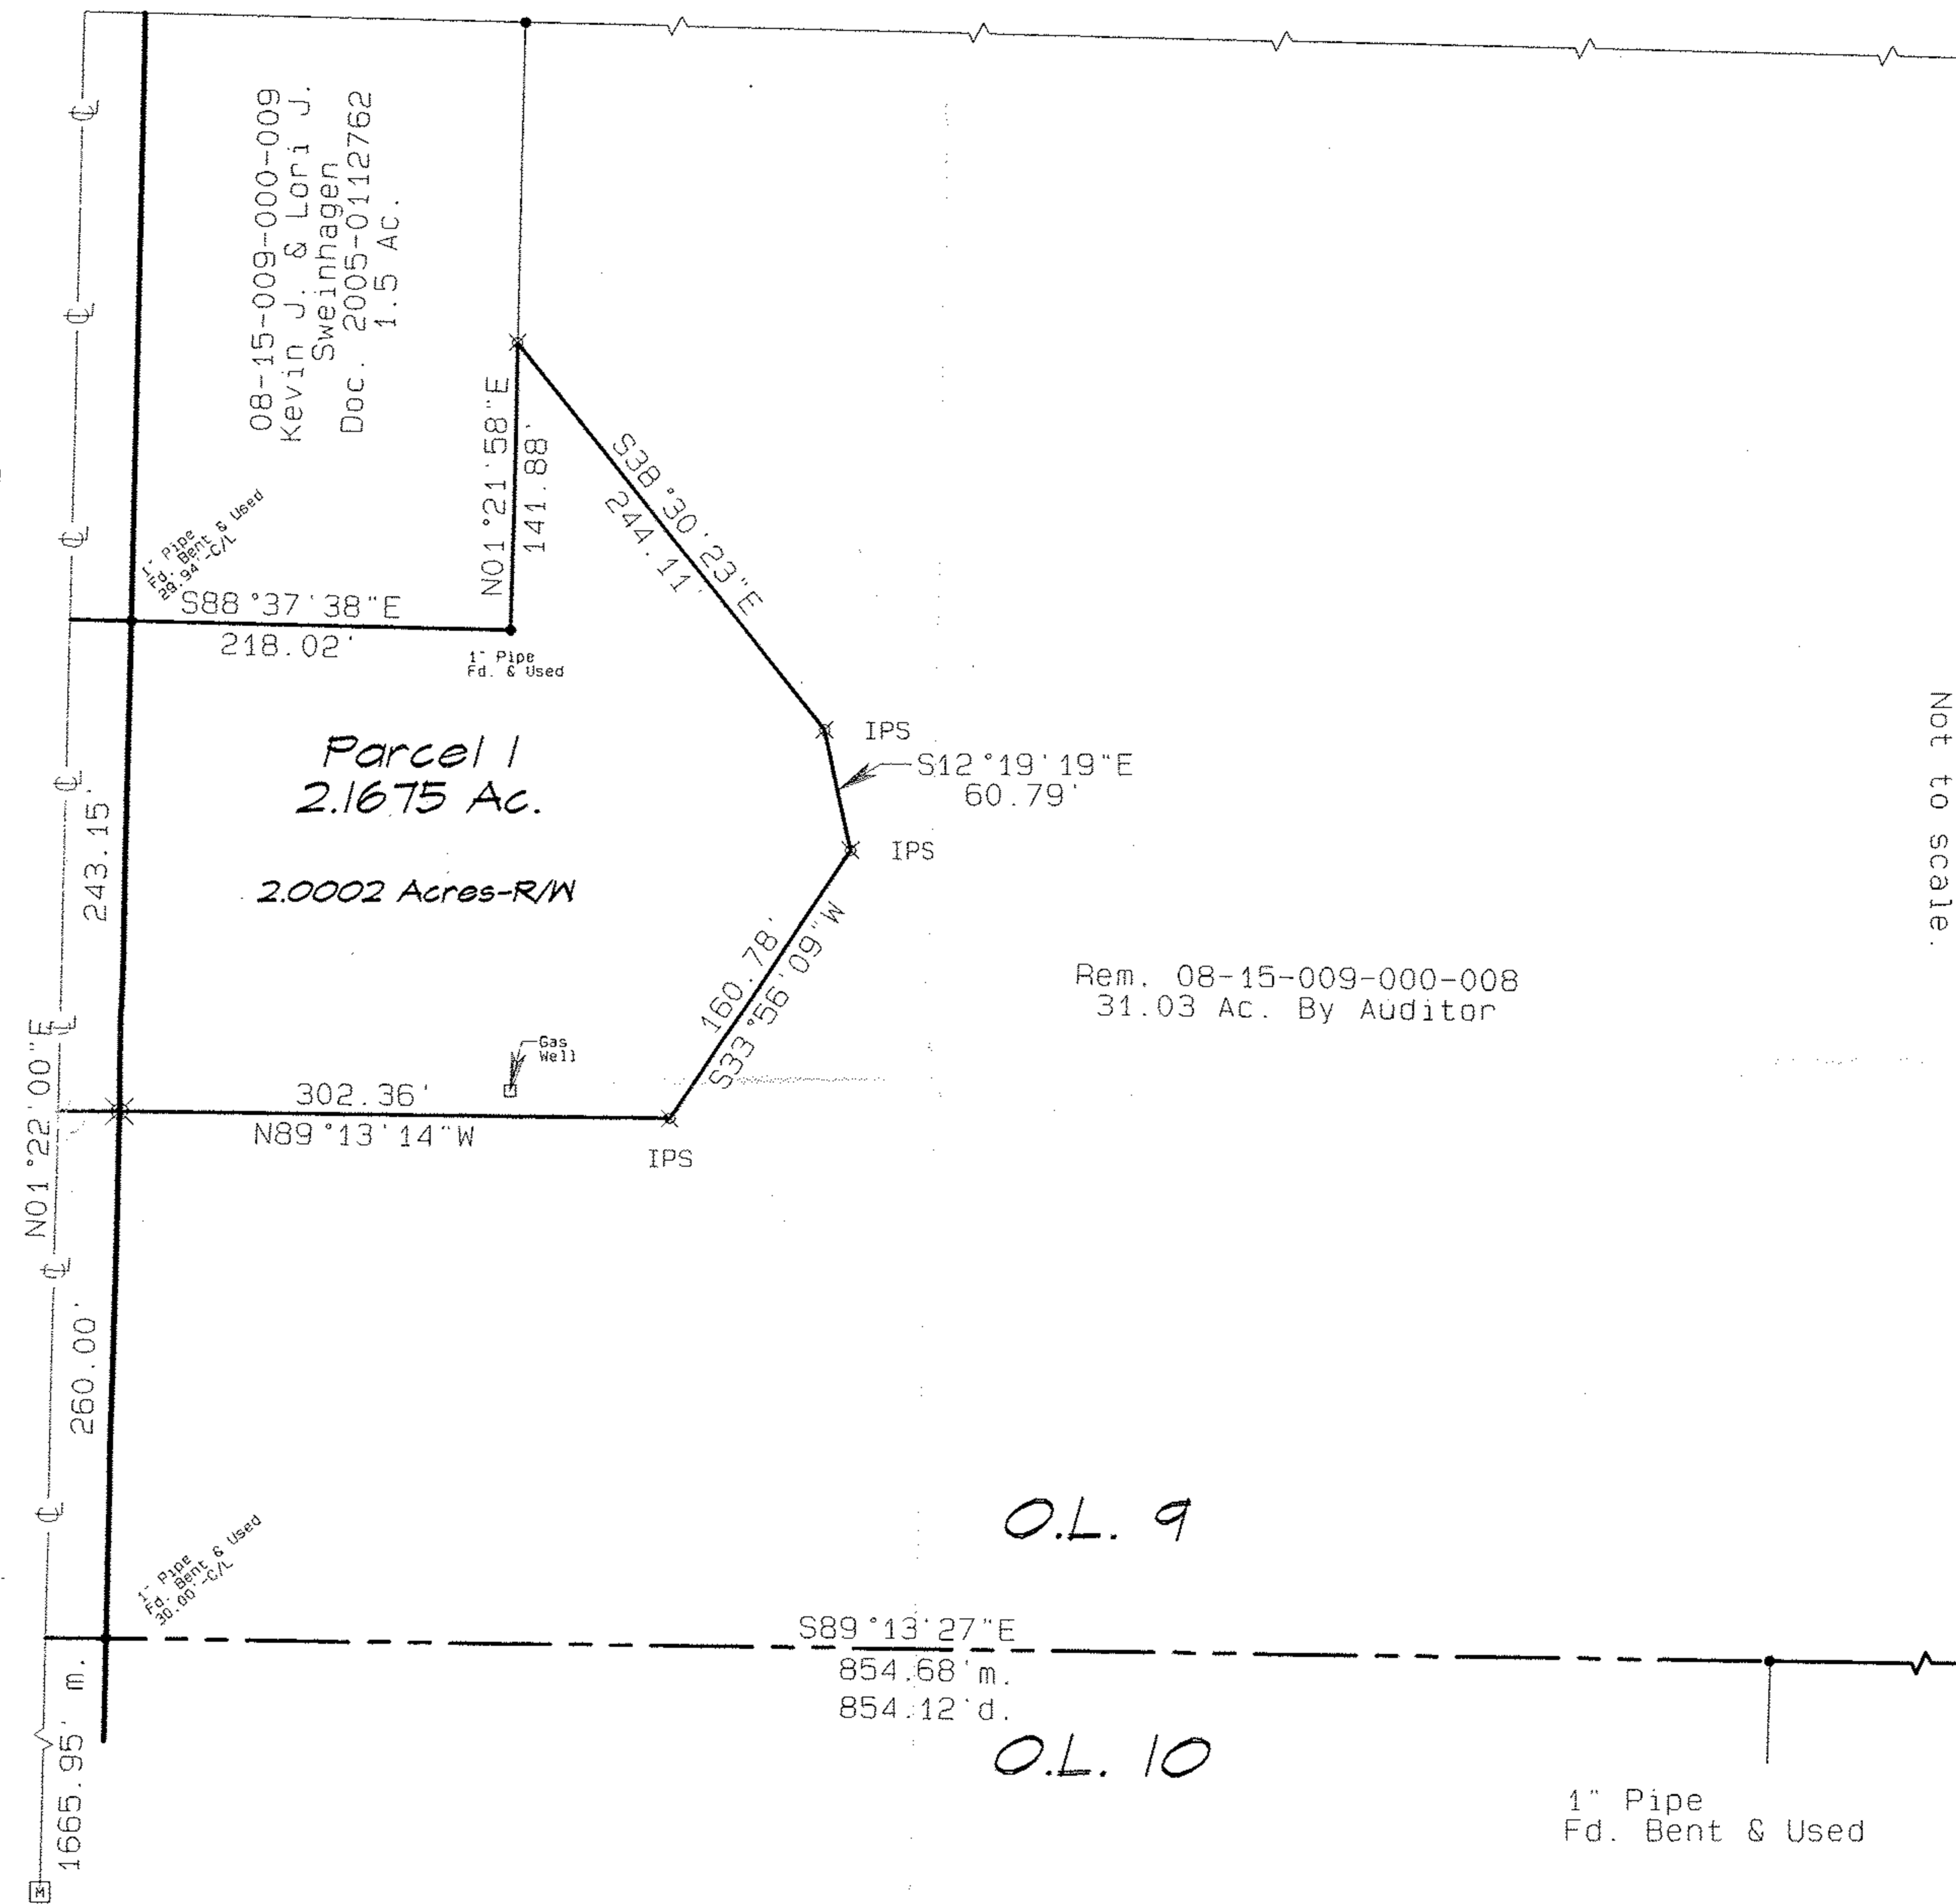 08-15-009-000-009
Kevin J. & Lori J.
Sweinhagen
Doc. 2005-0112762
1.5 Ac.
N01°21'58"E
141.88'
S38°30'23"E
244.11'
1" Pipe
Fd. Bent & Used
29.94'-C/L
S88°37'38"E
218.02'
1" Pipe
Fd. & Used
IPS
S12°19'19"E
60.79'
IPS
Parcel 1
2.1675 Ac.
2.0002 Acres-R/W
243.15'
160.78'
S33°56'09"W
Not to scale.
Rem. 08-15-009-000-008
31.03 Ac. By Auditor
Gas
Well
302.36'
N89°13'14"W
IPS
N01°22'00"E
260.00'
1" Pipe
Fd. Bent & Used
30.00'-C/L
O.L. 9
S89°13'27"E
854.68'm.
854.12'd.
O.L. 10
1665.95' m.
M
1" Pipe
Fd. Bent & Used